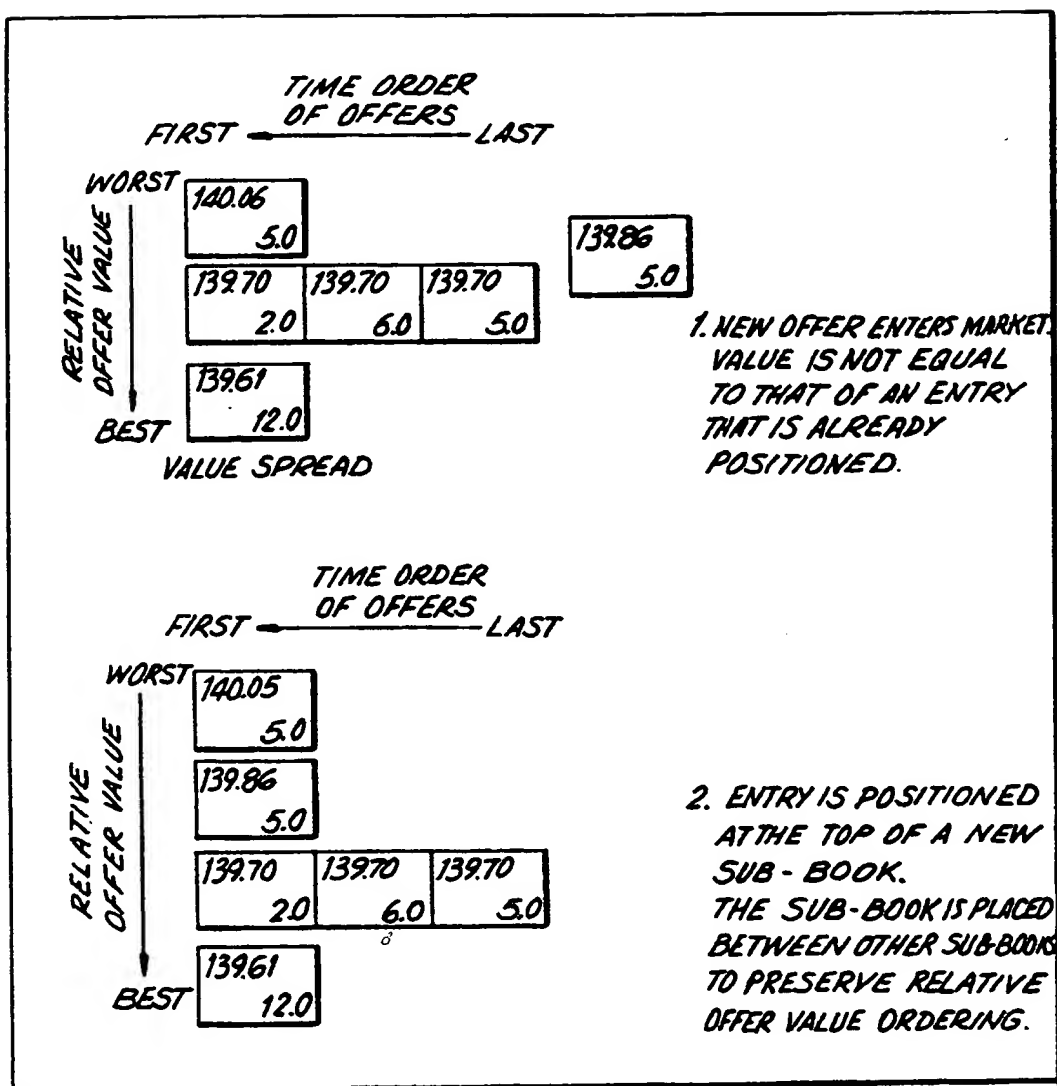 TIME ORDER
OF OFFERS
FIRST LAST
WORST
RELATIVE
OFFER VALUE
BEST
140.06
5.0
139.70 139.70 139.70
2.0 6.0 5.0
139.61
12.0
VALUE SPREAD
139.86
5.0
1. NEW OFFER ENTERS MARKET.
VALUE IS NOT EQUAL
TO THAT OF AN ENTRY
THAT IS ALREADY
POSITIONED.
TIME ORDER
OF OFFERS
FIRST LAST
WORST
RELATIVE
OFFER VALUE
BEST
140.05
5.0
139.86
5.0
139.70 139.70 139.70
2.0 6.0 5.0
139.61
12.0
2. ENTRY IS POSITIONED
AT THE TOP OF A NEW
SUB-BOOK.
THE SUB-BOOK IS PLACED
BETWEEN OTHER SUB-BOOKS
TO PRESERVE RELATIVE
OFFER VALUE ORDERING.